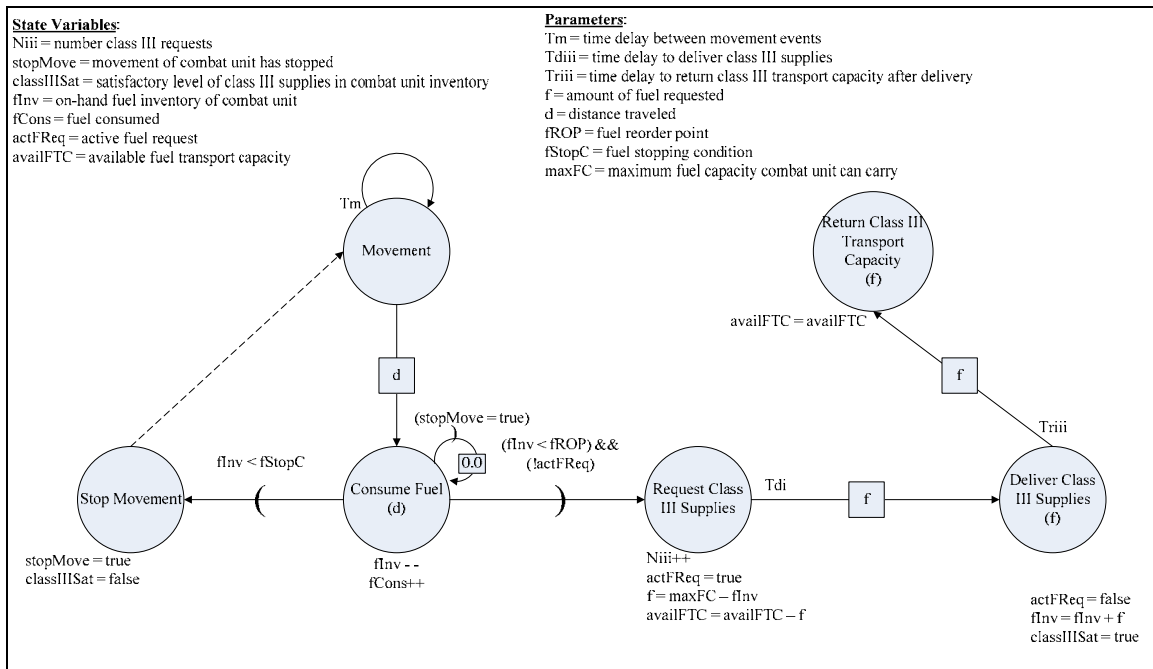 State Variables:
Niii = number class III requests
stopMove = movement of combat unit has stopped
classIIISat = satisfactory level of class III supplies in combat unit inventory
fInv = on-hand fuel inventory of combat unit
fCons = fuel consumed
actFReq = active fuel request
availFTC = available fuel transport capacity
Parameters:
Tm = time delay between movement events
Tdiii = time delay to deliver class III supplies
Triii = time delay to return class III transport capacity after delivery
f = amount of fuel requested
d = distance traveled
fROP = fuel reorder point
fStopC = fuel stopping condition
maxFC = maximum fuel capacity combat unit can carry
Tm
Movement
Return Class III
Transport
Capacity
(f)
availFTC = availFTC
d
f
(stopMove = true)
0.0
(fInv < fROP) &&
(!actFReq)
Triii
fInv < fStopC
Stop Movement
Consume Fuel
(d)
Request Class
III Supplies
Tdi
f
Deliver Class
III Supplies
(f)
stopMove = true
classIIISat = false
fInv - -
fCons++
Niii++
actFReq = true
f = maxFC – fInv
availFTC = availFTC – f
actFReq = false
fInv = fInv + f
classIIISat = true